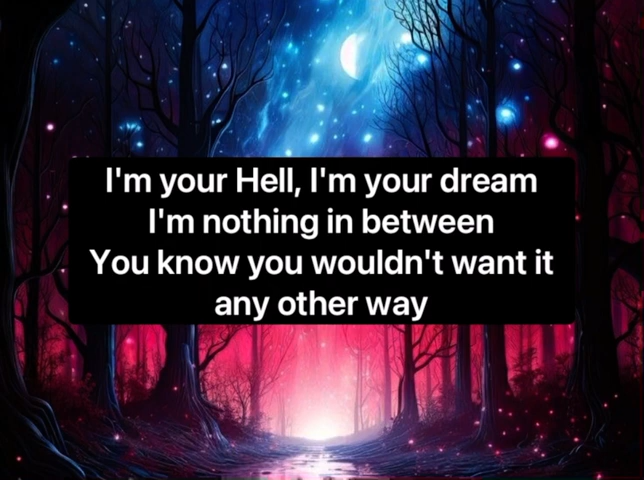 I'm your Hell, I'm your dream
I'm nothing in between
You know you wouldn't want it
any other way